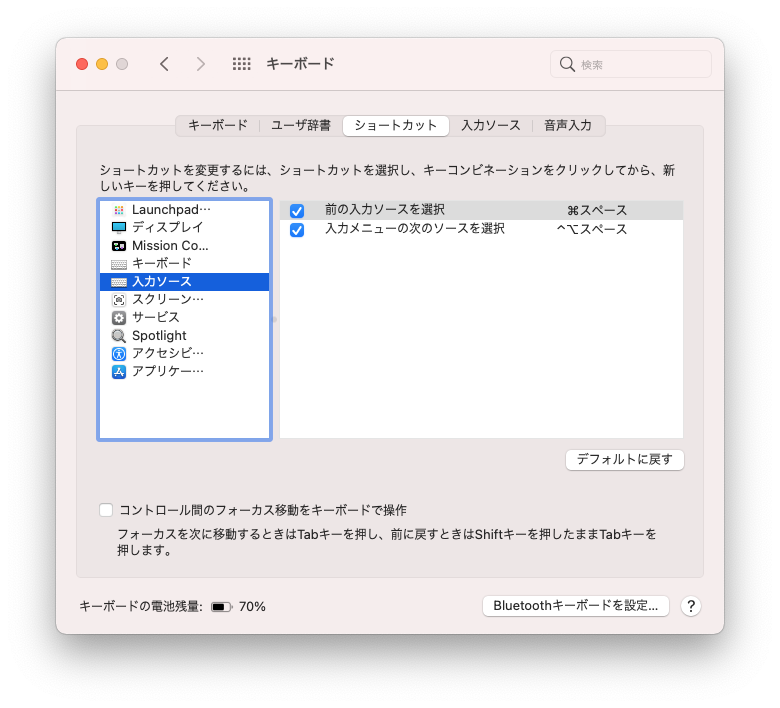 キーボード
検索
キーボード
ユーザ辞書
ショートカット
入力ソース
音声入力
ショートカットを変更するには、ショートカットを選択し、キーコンビネーションをクリックしてから、新
しいキーを押してください。
Launchpad…
ディスプレイ
Mission Co...
キーボード
入力ソース
スクリーン…
サービス
Spotlight
アクセシビ…
アプリケー…
前の入力ソースを選択 ⌘スペース
入力メニューの次のソースを選択 ^⌥スペース
デフォルトに戻す
コントロール間のフォーカス移動をキーボードで操作
フォーカスを次に移動するときはTabキーを押し、前に戻すときはShiftキーを押したままTabキーを
押します。
キーボードの電池残量: 70%
Bluetoothキーボードを設定...
?